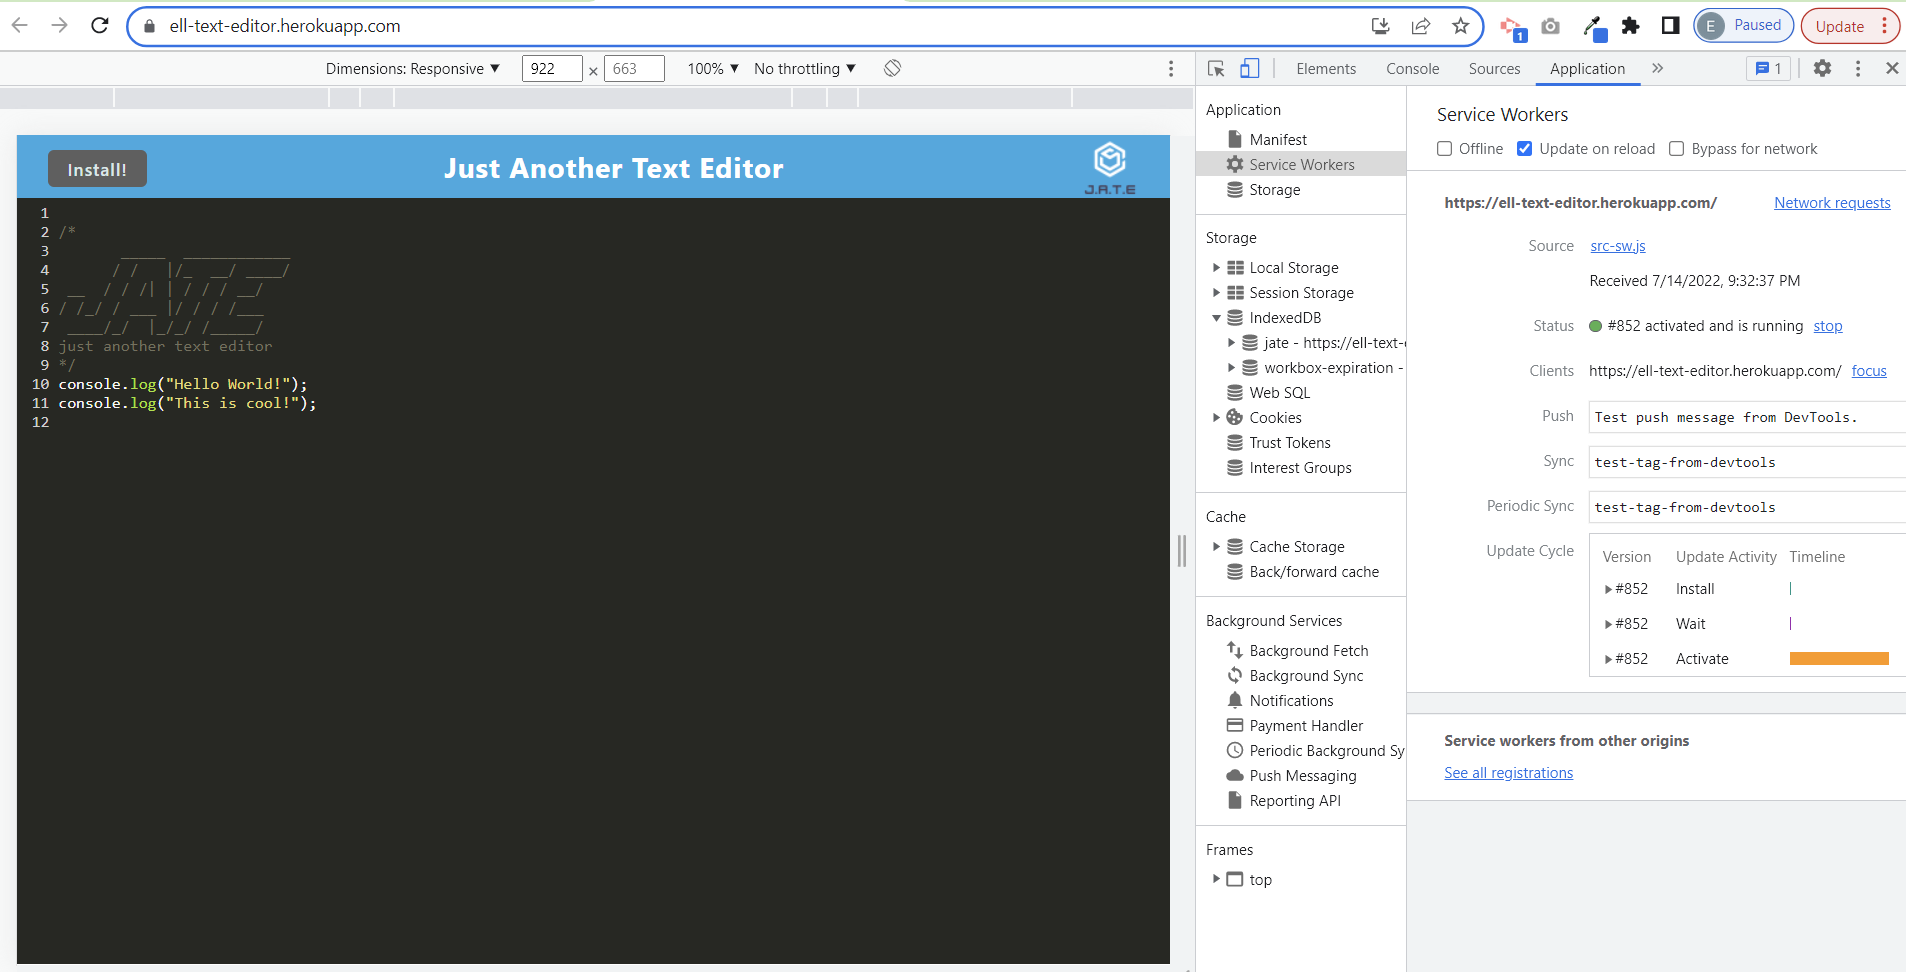 ell-text-editor.herokuapp.com
1
E Paused
Update
Dimensions: Responsive ▼ 922 × 663 100% ▼ No throttling ▼
Elements Console Sources Application » 1
Install!
Just Another Text Editor
J.A.T.E
1
2 /*
3      _____  ____________
4     / /   |/_  __/ ____/
5  __  / / /| | / / / __/
6 / /_/ / ___ |/ / / /___
7  ____/_/  |_/_/ /_____/
8 just another text editor
9 */
10 console.log("Hello World!");
11 console.log("This is cool!");
12
Application
Manifest
Service Workers
Storage
Storage
Local Storage
Session Storage
IndexedDB
jate - https://ell-text-
workbox-expiration -
Web SQL
Cookies
Trust Tokens
Interest Groups
Cache
Cache Storage
Back/forward cache
Background Services
Background Fetch
Background Sync
Notifications
Payment Handler
Periodic Background Sy
Push Messaging
Reporting API
Frames
top
Service Workers
Offline Update on reload Bypass for network
https://ell-text-editor.herokuapp.com/ Network requests
Source src-sw.js
Received 7/14/2022, 9:32:37 PM
Status #852 activated and is running stop
Clients https://ell-text-editor.herokuapp.com/ focus
Push Test push message from DevTools.
Sync test-tag-from-devtools
Periodic Sync test-tag-from-devtools
Update Cycle
Version Update Activity Timeline
#852 Install
#852 Wait
#852 Activate
Service workers from other origins
See all registrations